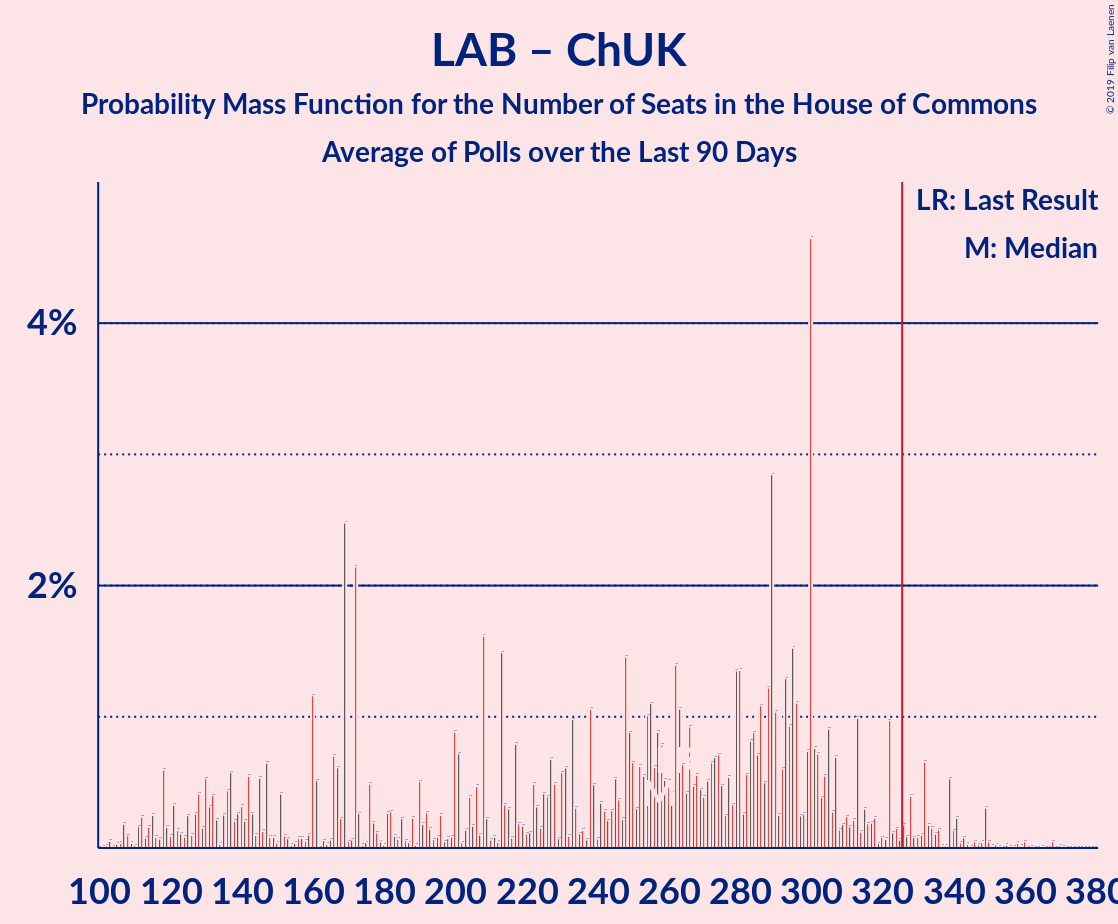 LAB – ChUK
Probability Mass Function for the Number of Seats in the House of Commons
Average of Polls over the Last 90 Days
© 2019 Filip van Laenen
LR: Last Result
M: Median
4%
2%
100 120 140 160 180 200 220 240 260 280 300 320 340 360 380